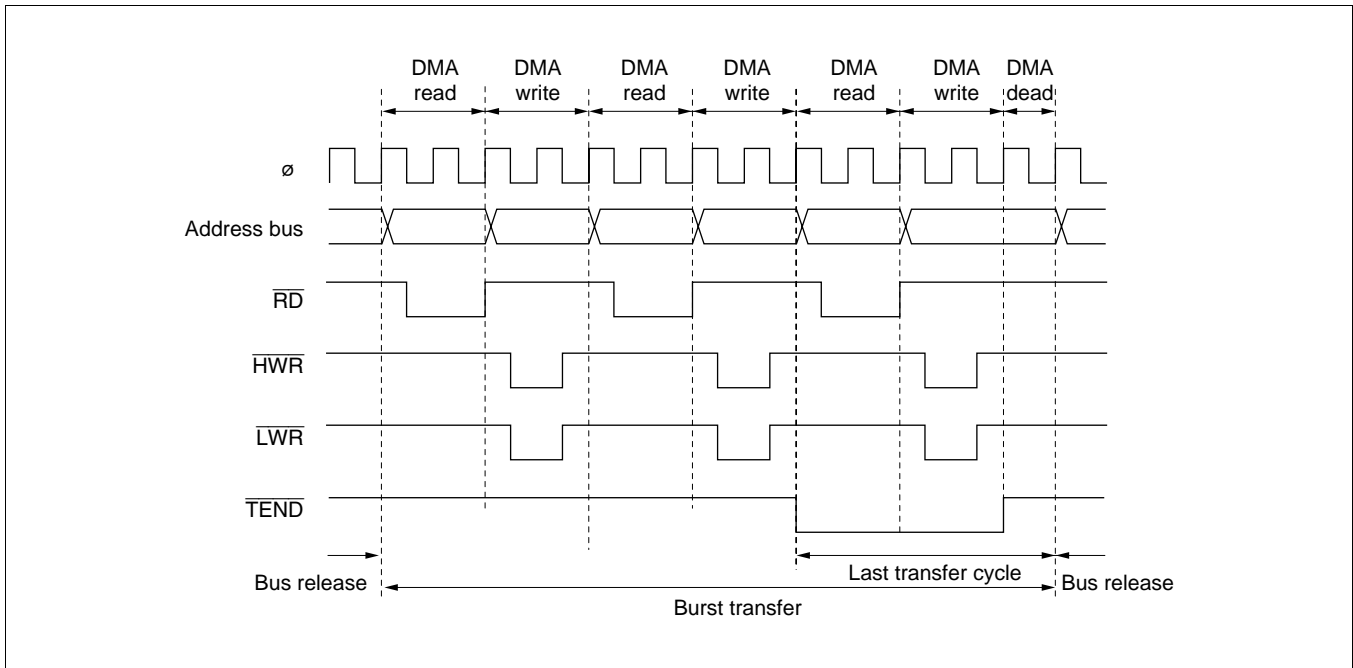 DMA read DMA write DMA read DMA write DMA read DMA write DMA dead
ø
Address bus
RD
HWR
LWR
TEND
Last transfer cycle
Bus release Bus release
Burst transfer